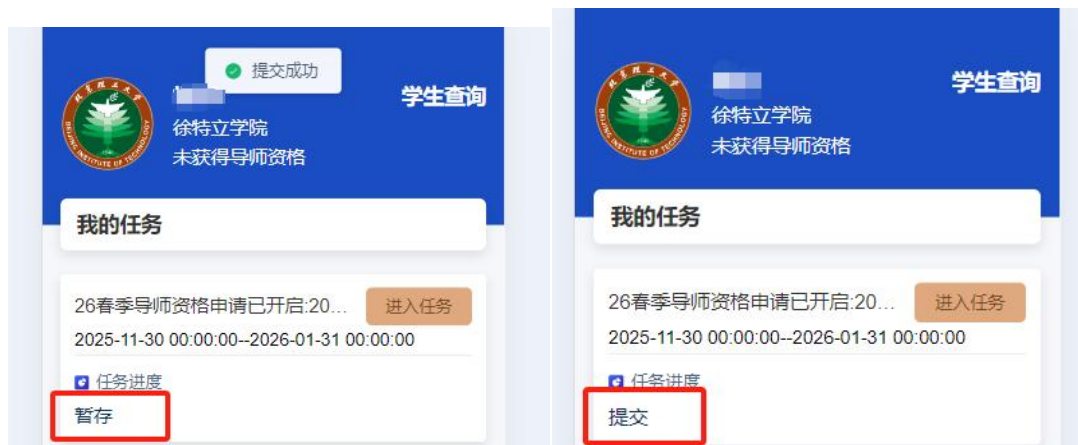 提交成功
学生查询
徐特立学院
未获得导师资格
我的任务
26春季导师资格申请已开启:20...
进入任务
2025-11-30 00:00:00--2026-01-31 00:00:00
任务进度
暂存
学生查询
徐特立学院
未获得导师资格
我的任务
26春季导师资格申请已开启:20...
进入任务
2025-11-30 00:00:00--2026-01-31 00:00:00
任务进度
提交